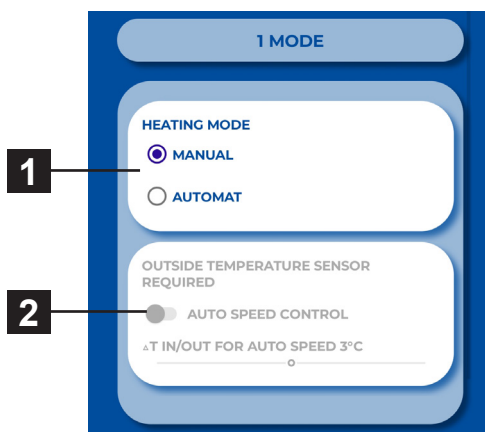 1 MODE
HEATING MODE
1
MANUAL
AUTOMAT
OUTSIDE TEMPERATURE SENSOR
REQUIRED
2
AUTO SPEED CONTROL
△T IN/OUT FOR AUTO SPEED 3°C